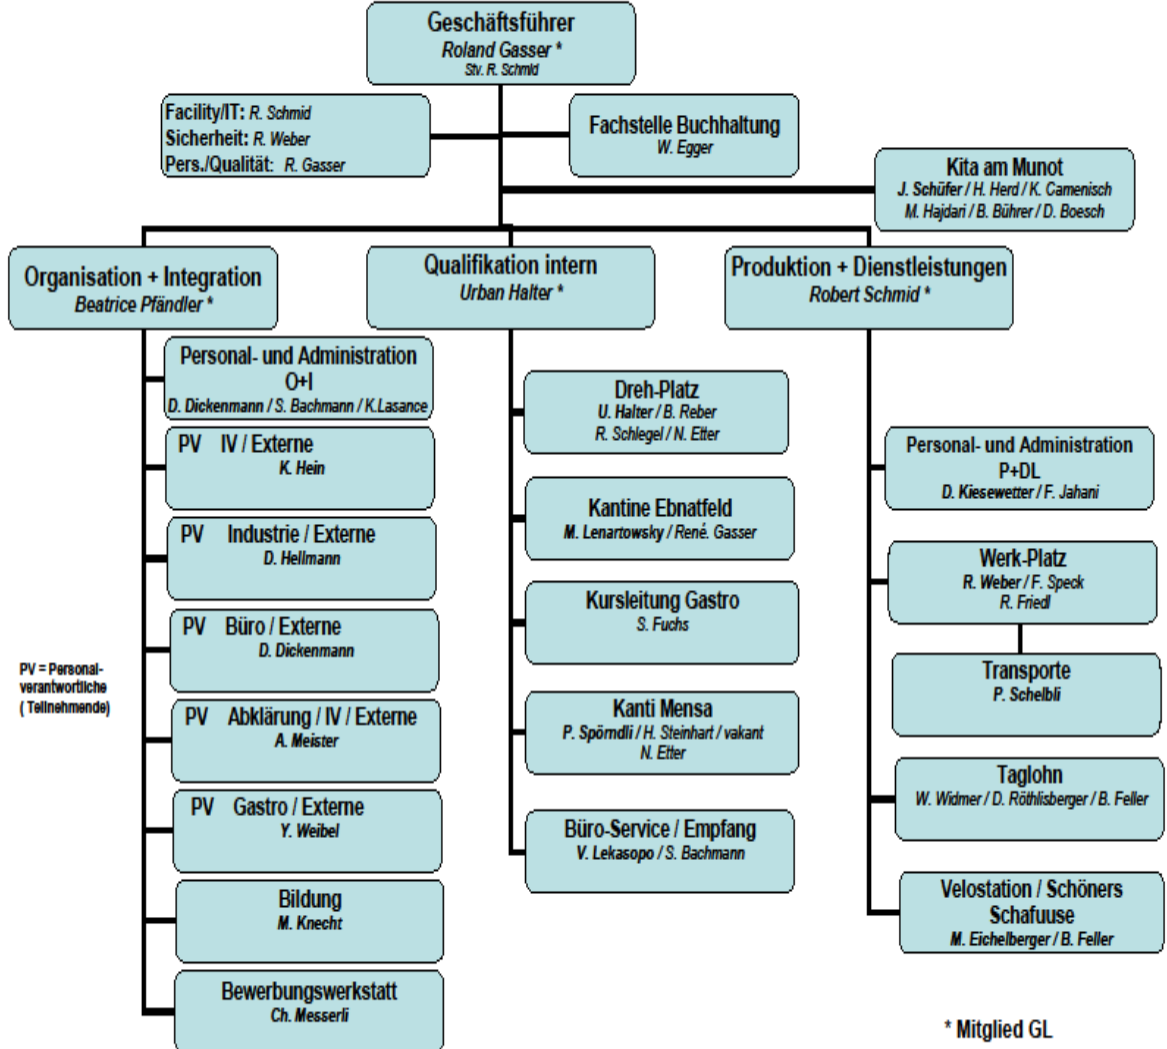 Geschäftsführer
Roland Gasser *
Stv. R. Schmid
Facility/IT: R. Schmid
Sicherheit: R. Weber
Pers./Qualität: R. Gasser
Fachstelle Buchhaltung
W. Egger
Kita am Munot
J. Schüfer / H. Herd / K. Camenisch
M. Hajdari / B. Bührer / D. Boesch
Organisation + Integration
Beatrice Pfändler *
Qualifikation intern
Urban Halter *
Produktion + Dienstleistungen
Robert Schmid *
Personal- und Administration
O+I
D. Dickenmann / S. Bachmann / K.Lasance
PV IV / Externe
K. Hein
PV Industrie / Externe
D. Hellmann
PV Büro / Externe
D. Dickenmann
PV Abklärung / IV / Externe
A. Meister
PV Gastro / Externe
Y. Weibel
Bildung
M. Knecht
Bewerbungswerkstatt
Ch. Messerli
PV = Personal-
verantwortliche
( Teilnehmende)
Dreh-Platz
U. Halter / B. Reber
R. Schlegel / N. Etter
Kantine Ebnatfeld
M. Lenartowsky / René. Gasser
Kursleitung Gastro
S. Fuchs
Kanti Mensa
P. Spörndli / H. Steinhart / vakant
N. Etter
Büro-Service / Empfang
V. Lekasopo / S. Bachmann
Personal- und Administration
P+DL
D. Kiesewetter / F. Jahani
Werk-Platz
R. Weber / F. Speck
R. Friedl
Transporte
P. Schelbli
Taglohn
W. Widmer / D. Röthlisberger / B. Feller
Velostation / Schöners
Schafuuse
M. Eichelberger / B. Feller
* Mitglied GL